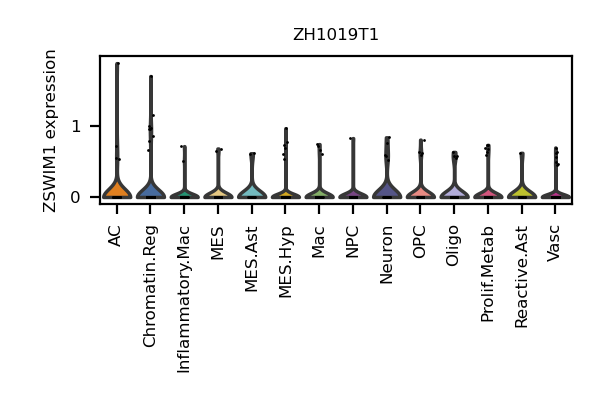 ZH1019T1
ZSWIM1 expression
1
0
AC
Chromatin.Reg
Inflammatory.Mac
MES
MES.Ast
MES.Hyp
Mac
NPC
Neuron
OPC
Oligo
Prolif.Metab
Reactive.Ast
Vasc